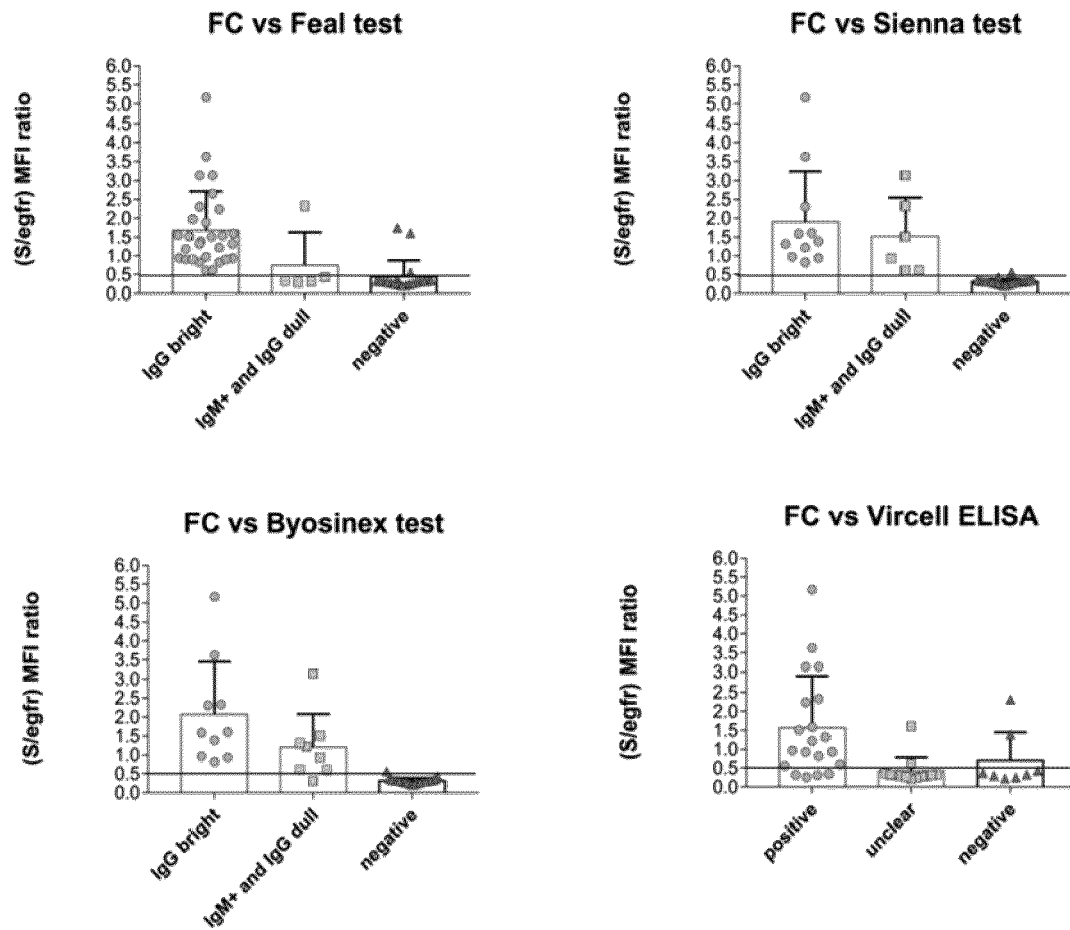 FC vs Feal test
(S/egfr) MFI ratio
6.0
5.5
5.0
4.5
4.0
3.5
3.0
2.5
2.0
1.5
1.0
0.5
0.0
IgG bright
IgM+ and IgG dull
negative
FC vs Sienna test
(S/egfr) MFI ratio
6.0
5.5
5.0
4.5
4.0
3.5
3.0
2.5
2.0
1.5
1.0
0.5
0.0
IgG bright
IgM+ and IgG dull
negative
FC vs Byosinex test
(S/egfr) MFI ratio
6.0
5.5
5.0
4.5
4.0
3.5
3.0
2.5
2.0
1.5
1.0
0.5
0.0
IgG bright
IgM+ and IgG dull
negative
FC vs Vircell ELISA
(S/egfr) MFI ratio
6.0
5.5
5.0
4.5
4.0
3.5
3.0
2.5
2.0
1.5
1.0
0.5
0.0
positive
unclear
negative